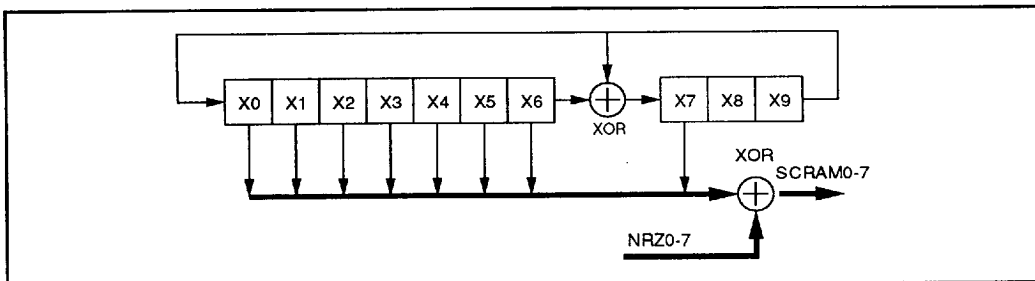 X0 X1 X2 X3 X4 X5 X6 X7 X8 X9
XOR
XOR
SCRAM0-7
NRZ0-7